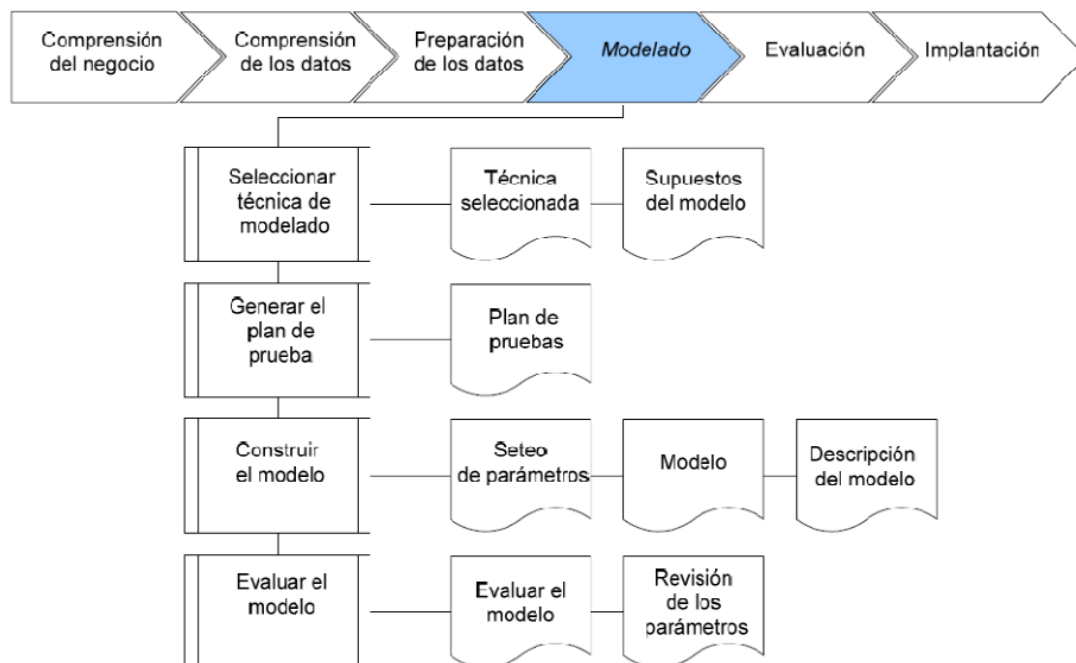 Comprensión
del negocio
Comprensión
de los datos
Preparación
de los datos
Modelado
Evaluación
Implantación
Seleccionar
técnica de
modelado
Técnica
seleccionada
Supuestos
del modelo
Generar el
plan de
prueba
Plan de
pruebas
Construir
el modelo
Seteo
de parámetros
Modelo
Descripción
del modelo
Evaluar el
modelo
Evaluar el
modelo
Revisión
de los
parámetros